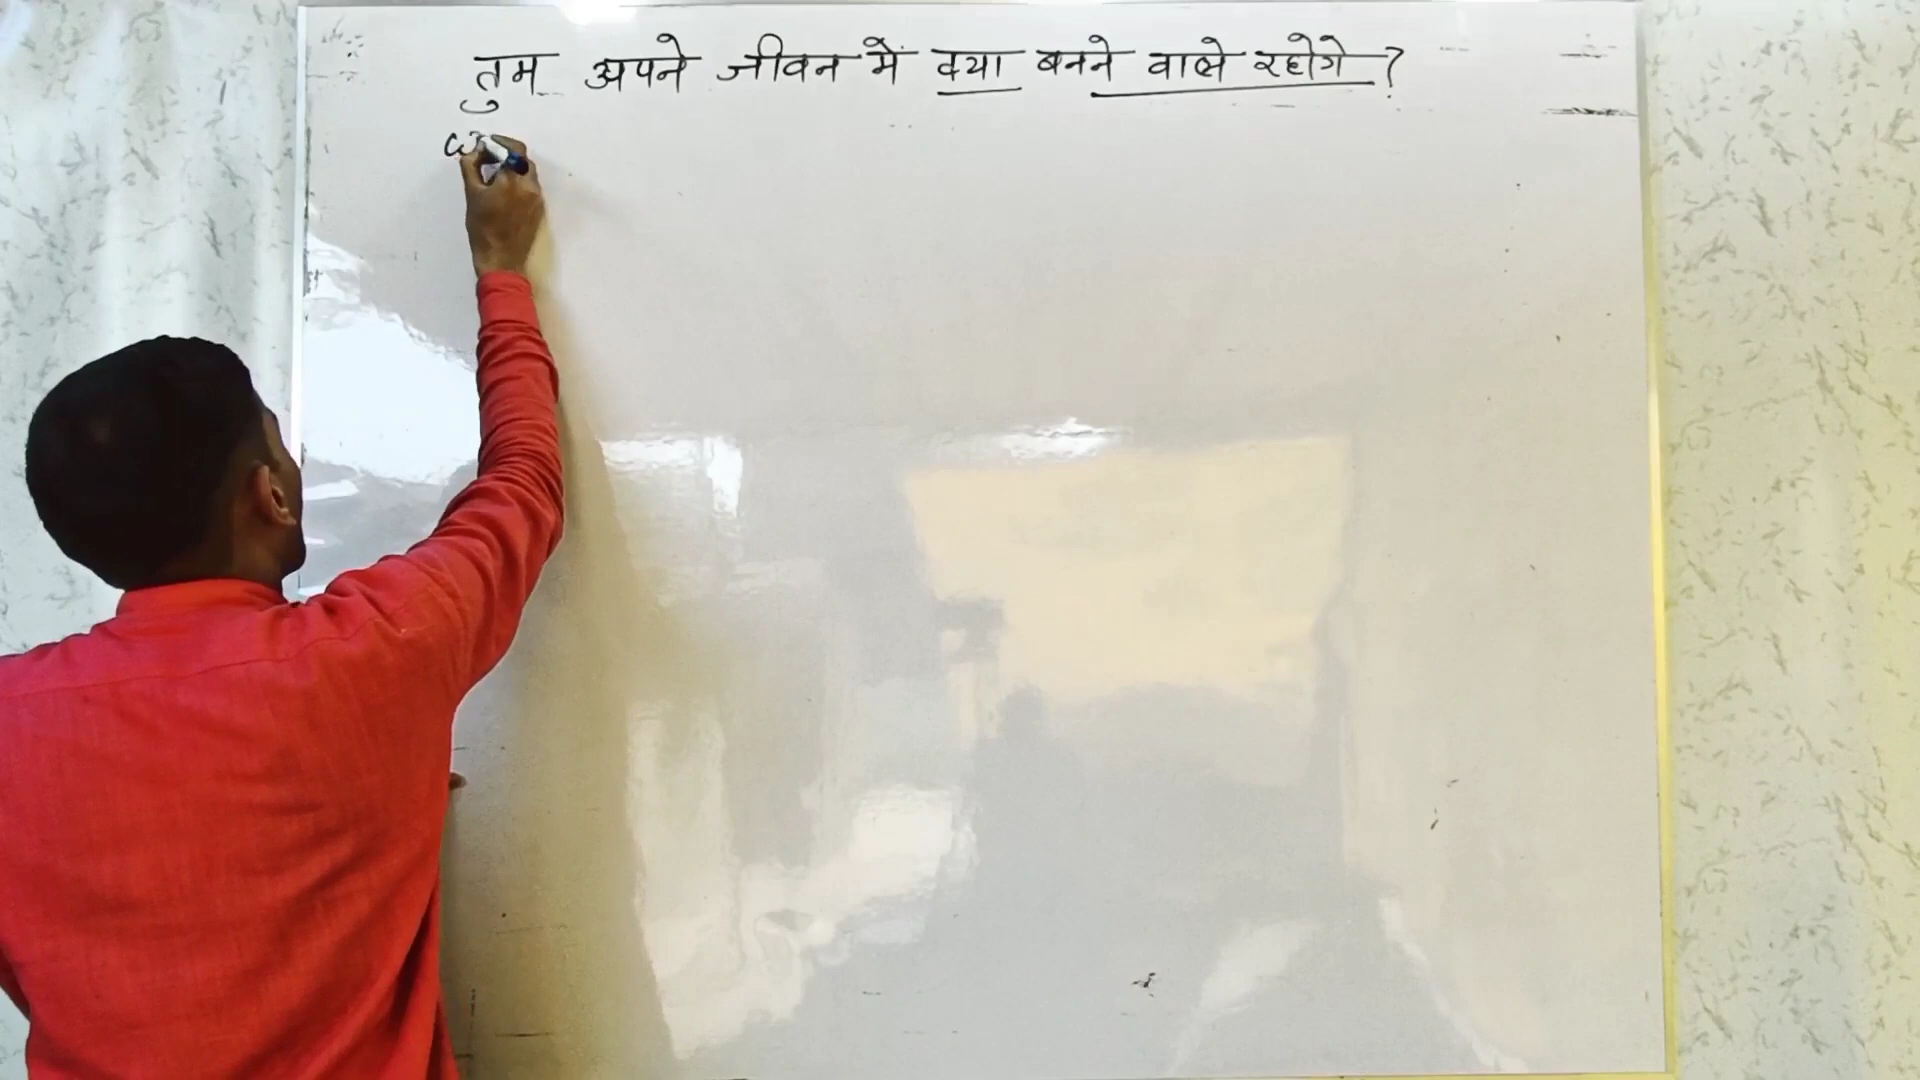 तुम अपने जीवन में क्या बनने वाले रहोगे ?